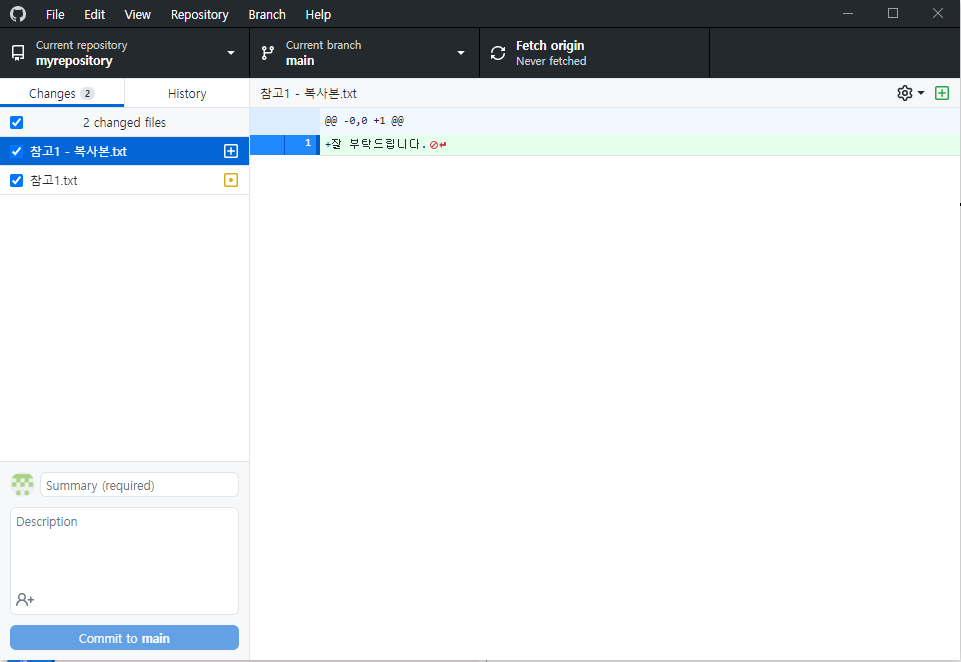 File Edit View Repository Branch Help
Current repository
myrepository
Current branch
main
Fetch origin
Never fetched
Changes 2 History
2 changed files
참고1 - 복사본.txt
참고1.txt
참고1 - 복사본.txt
@@ -0,0 +1 @@
1 +잘 부탁드립니다.
Summary (required)
Description
Commit to main